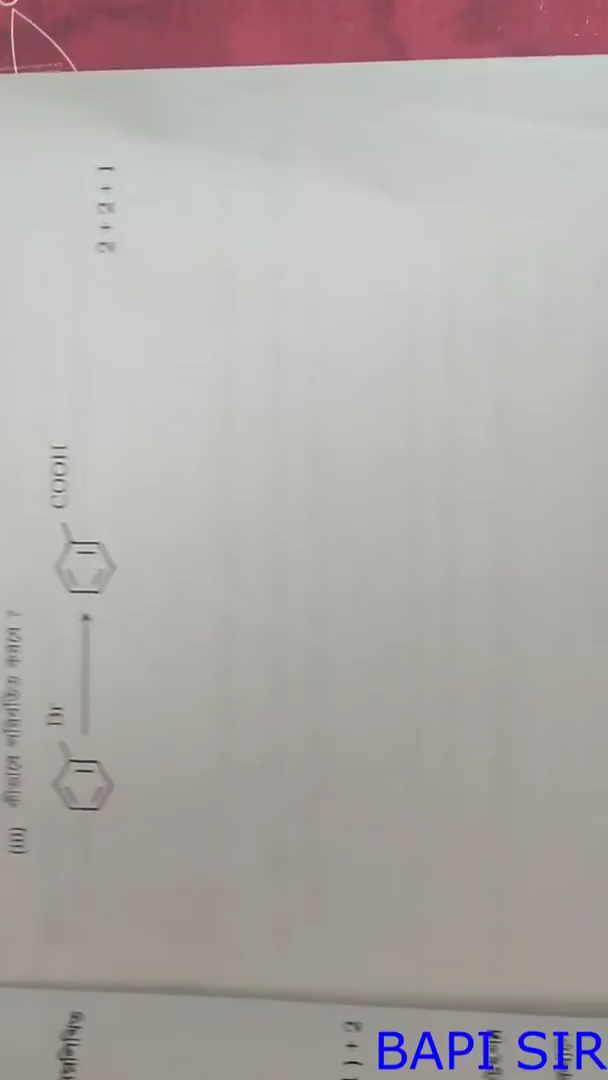 (iii) কীভাবে পরিবর্তিত করবে ?
Br
COOH
2 + 2 + 1
BAPI SIR